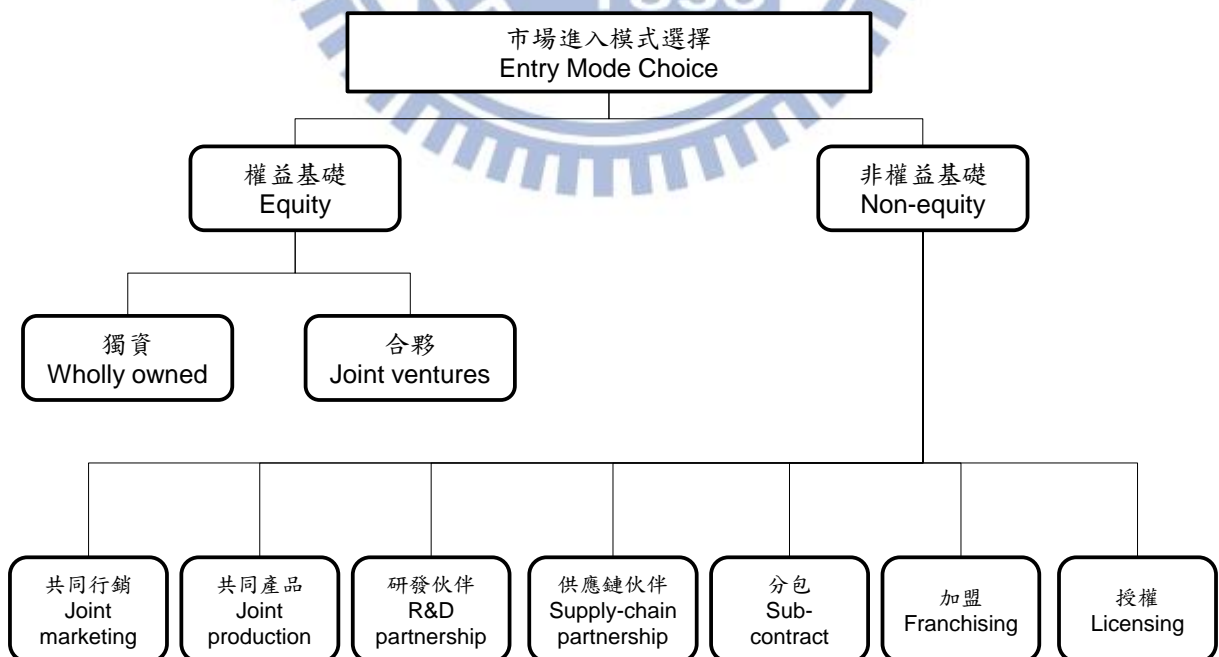 市場進入模式選擇
Entry Mode Choice
權益基礎
Equity
非權益基礎
Non-equity
獨資
Wholly owned
合夥
Joint ventures
共同行銷
Joint
marketing
共同產品
Joint
production
研發伙伴
R&D
partnership
供應鏈伙伴
Supply-chain
partnership
分包
Sub-
contract
加盟
Franchising
授權
Licensing